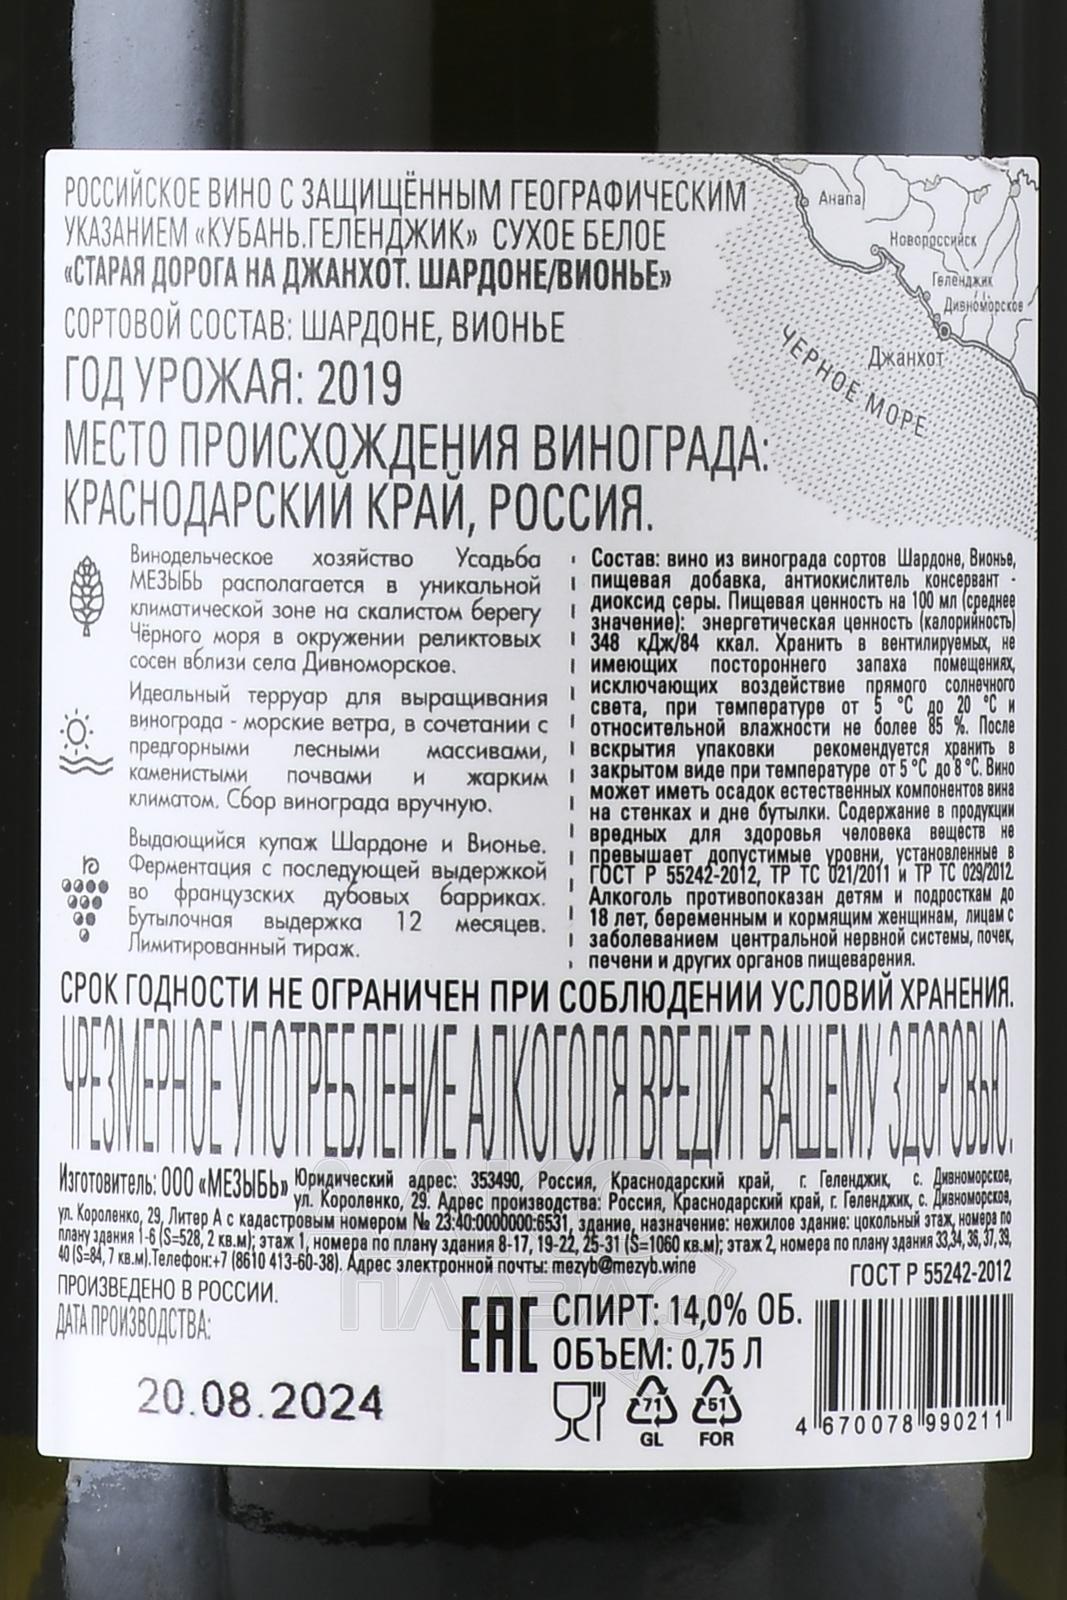 РОССИЙСКОЕ ВИНО С ЗАЩИЩЁННЫМ ГЕОГРАФИЧЕСКИМ
УКАЗАНИЕМ «КУБАНЬ.ГЕЛЕНДЖИК» СУХОЕ БЕЛОЕ
«СТАРАЯ ДОРОГА НА ДЖАНХОТ. ШАРДОНЕ/ВИОНЬЕ»
СОРТОВОЙ СОСТАВ: ШАРДОНЕ, ВИОНЬЕ
ГОД УРОЖАЯ: 2019
МЕСТО ПРОИСХОЖДЕНИЯ ВИНОГРАДА:
КРАСНОДАРСКИЙ КРАЙ, РОССИЯ.
Анапа
Новороссийск
Геленджик
Дивноморское
Джанхот
ЧЕРНОЕ МОРЕ
Винодельческое хозяйство Усадьба
МЕЗЫБЬ располагается в уникальной
климатической зоне на скалистом берегу
Чёрного моря в окружении реликтовых
сосен вблизи села Дивноморское.
Идеальный терруар для выращивания
винограда - морские ветра, в сочетании с
предгорными лесными массивами,
каменистыми почвами и жарким
климатом. Сбор винограда вручную.
Выдающийся купаж Шардоне и Вионье.
Ферментация с последующей выдержкой
во французских дубовых барриках.
Бутылочная выдержка 12 месяцев.
Лимитированный тираж.
Состав: вино из винограда сортов Шардоне, Вионье,
пищевая добавка, антиокислитель консервант -
диоксид серы. Пищевая ценность на 100 мл (среднее
значение): энергетическая ценность (калорийность)
348 кДж/84 ккал. Хранить в вентилируемых, не
имеющих постороннего запаха помещениях,
исключающих воздействие прямого солнечного
света, при температуре от 5 °С до 20 °С и
относительной влажности не более 85 %. После
вскрытия упаковки рекомендуется хранить в
закрытом виде при температуре от 5 °С до 8 °С. Вино
может иметь осадок естественных компонентов вина
на стенках и дне бутылки. Содержание в продукции
вредных для здоровья человека веществ не
превышает допустимые уровни, установленные в
ГОСТ Р 55242-2012, ТР ТС 021/2011 и ТР ТС 029/2012.
Алкоголь противопоказан детям и подросткам до
18 лет, беременным и кормящим женщинам, лицам с
заболеванием центральной нервной системы, почек,
печени и других органов пищеварения.
СРОК ГОДНОСТИ НЕ ОГРАНИЧЕН ПРИ СОБЛЮДЕНИИ УСЛОВИЙ ХРАНЕНИЯ.
ЧРЕЗМЕРНОЕ УПОТРЕБЛЕНИЕ АЛКОГОЛЯ ВРЕДИТ ВАШЕМУ ЗДОРОВЬЮ.
Изготовитель: ООО «МЕЗЫБЬ» Юридический адрес: 353490, Россия, Краснодарский край, г. Геленджик, с. Дивноморское,
ул. Короленко, 29. Адрес производства: Россия, Краснодарский край, г. Геленджик, с. Дивноморское,
ул. Короленко, 29, Литер А с кадастровым номером № 23:40:0000000:6531, здание, назначение: нежилое здание: цокольный этаж, номера по
плану здания 1-6 (S=528, 2 кв.м); этаж 1, номера по плану здания 8-17, 19-22, 25-31 (S=1060 кв.м); этаж 2, номера по плану здания 33,34, 36, 37, 39,
40 (S=84, 7 кв.м).Телефон:+7 (8610 413-60-38). Адрес электронной почты: mezyb@mezyb.wine
ПРОИЗВЕДЕНО В РОССИИ.
ДАТА ПРОИЗВОДСТВА:
20.08.2024
ГОСТ Р 55242-2012
ЕАС
СПИРТ: 14,0% ОБ.
ОБЪЕМ: 0,75 Л
71
GL
51
FOR
4 670078 990211